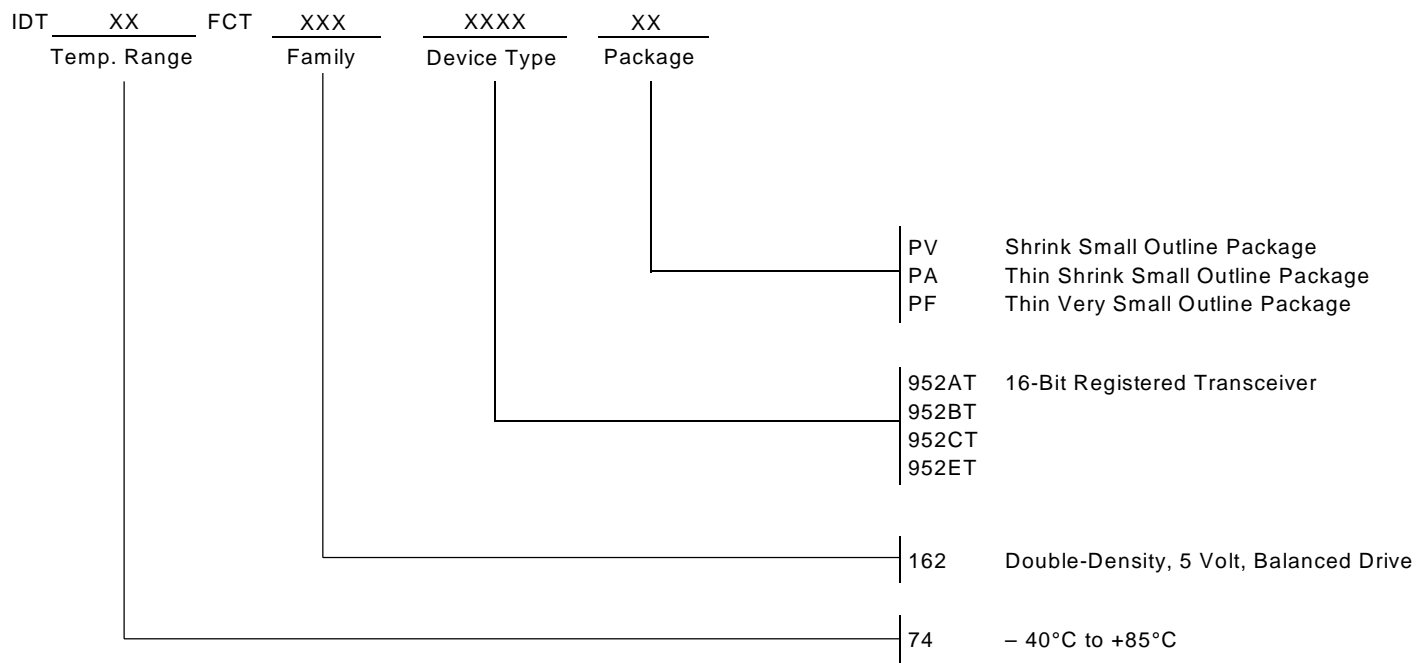 IDT XX FCT XXX XXXX XX
Temp. Range Family Device Type Package
PV Shrink Small Outline Package
PA Thin Shrink Small Outline Package
PF Thin Very Small Outline Package
952AT 16-Bit Registered Transceiver
952BT
952CT
952ET
162 Double-Density, 5 Volt, Balanced Drive
74 – 40°C to +85°C